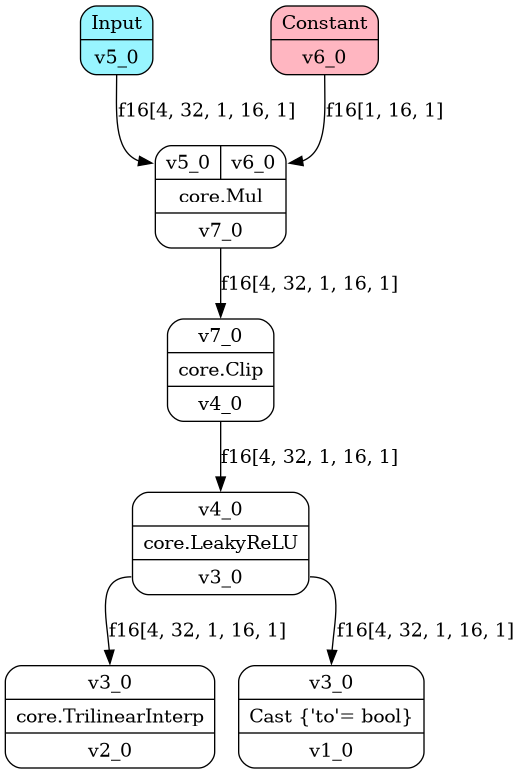 Input
v5_0
Constant
v6_0
f16[4, 32, 1, 16, 1]
f16[1, 16, 1]
v5_0
v6_0
core.Mul
v7_0
f16[4, 32, 1, 16, 1]
v7_0
core.Clip
v4_0
f16[4, 32, 1, 16, 1]
v4_0
core.LeakyReLU
v3_0
f16[4, 32, 1, 16, 1]
f16[4, 32, 1, 16, 1]
v3_0
core.TrilinearInterp
v2_0
v3_0
Cast {'to'= bool}
v1_0